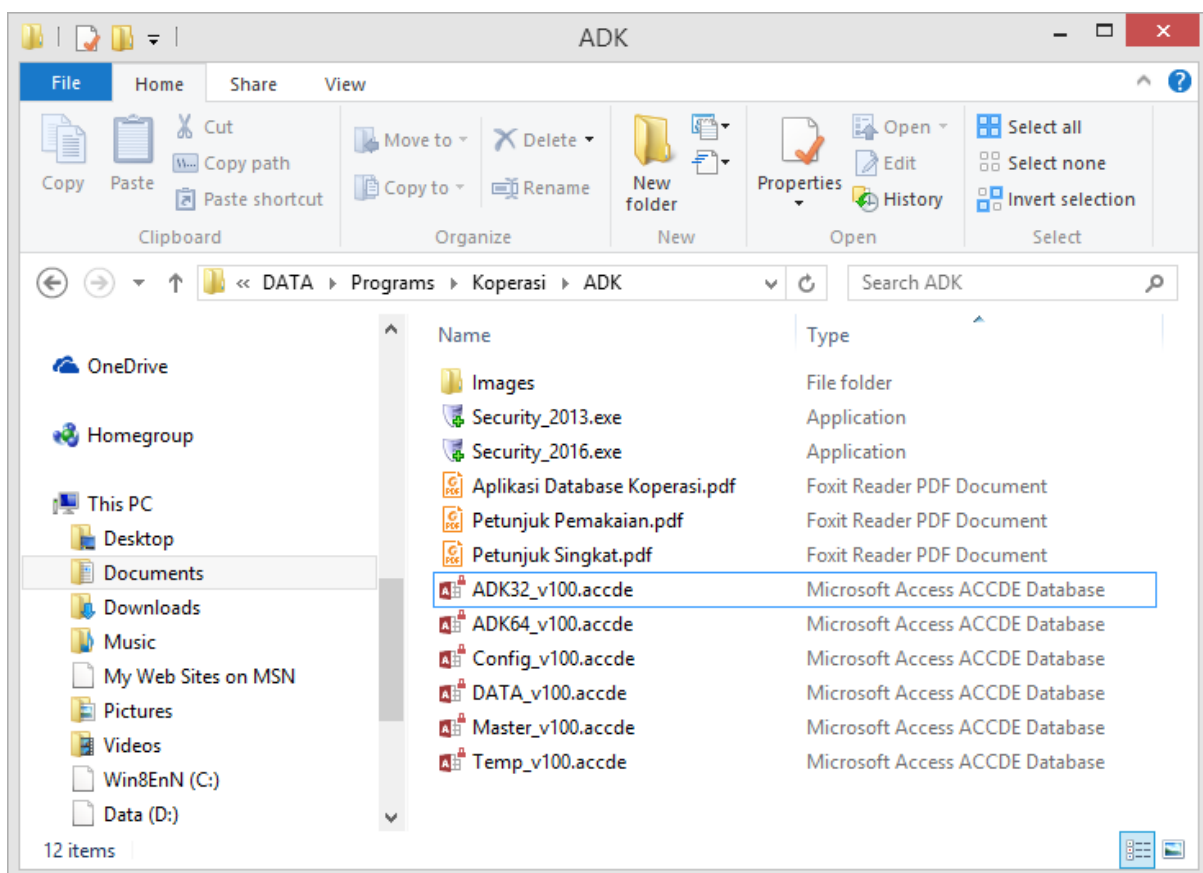 ADK
File Home Share View
Copy
Paste
Cut
Copy path
Paste shortcut
Clipboard
Move to
Copy to
Delete
Rename
Organize
New folder
New
Properties
Open
Edit
History
Open
Select all
Select none
Invert selection
Select
« DATA Programs Koperasi ADK
Search ADK
OneDrive
Homegroup
This PC
Desktop
Documents
Downloads
Music
My Web Sites on MSN
Pictures
Videos
Win8EnN (C:)
Data (D:)
Name Type
Images File folder
Security_2013.exe Application
Security_2016.exe Application
Aplikasi Database Koperasi.pdf Foxit Reader PDF Document
Petunjuk Pemakaian.pdf Foxit Reader PDF Document
Petunjuk Singkat.pdf Foxit Reader PDF Document
ADK32_v100.accde Microsoft Access ACCDE Database
ADK64_v100.accde Microsoft Access ACCDE Database
Config_v100.accde Microsoft Access ACCDE Database
DATA_v100.accde Microsoft Access ACCDE Database
Master_v100.accde Microsoft Access ACCDE Database
Temp_v100.accde Microsoft Access ACCDE Database
12 items